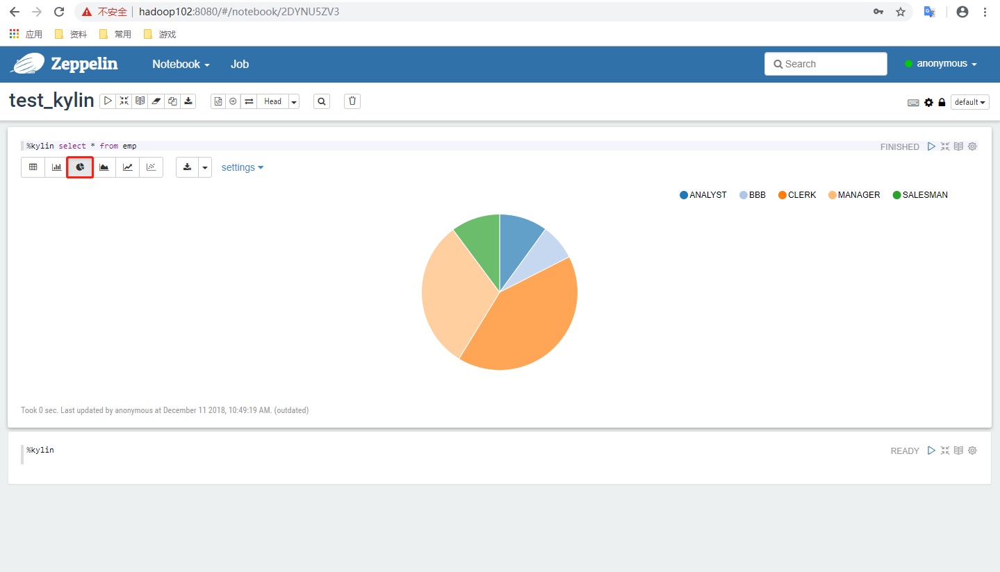 不安全 hadoop102:8080/#/notebook/2DYNU5ZV3
应用 资料 常用 游戏
Zeppelin Notebook Job Search anonymous
test_kylin Head default
%kylin select * from emp FINISHED
settings
ANALYST BBB CLERK MANAGER SALESMAN
Took 0 sec. Last updated by anonymous at December 11 2018, 10:49:19 AM. (outdated)
%kylin READY